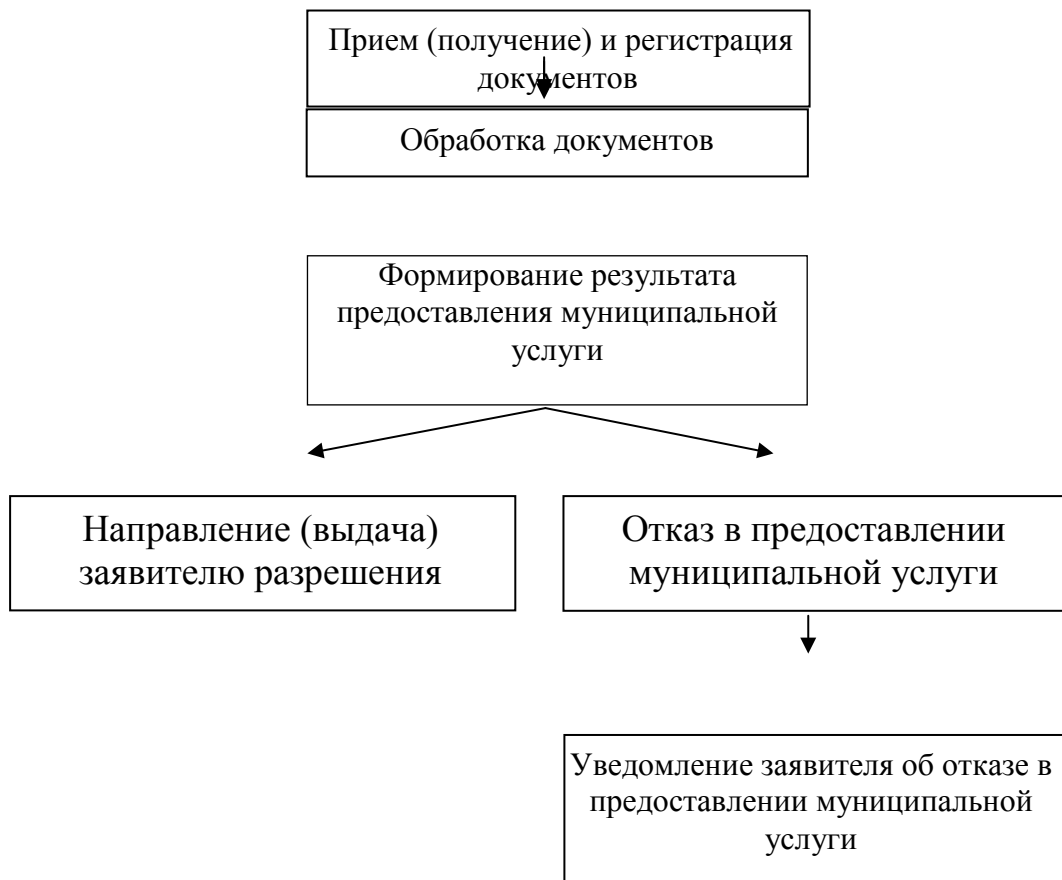 Прием (получение) и регистрация
документов
Обработка документов
Формирование результата
предоставления муниципальной
услуги
Направление (выдача)
заявителю разрешения
Отказ в предоставлении
муниципальной услуги
Уведомление заявителя об отказе в
предоставлении муниципальной
услуги